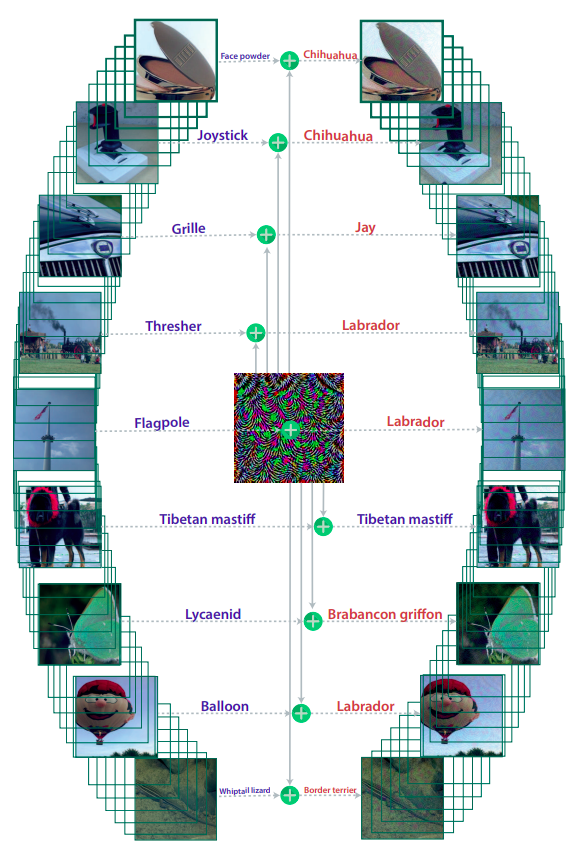 Face powder
Chihuahua
Joystick
Chihuahua
Grille
Jay
Thresher
Labrador
Flagpole
Labrador
Tibetan mastiff
Tibetan mastiff
Lycaenid
Brabancon griffon
Balloon
Labrador
Whiptail lizard
Border terrier